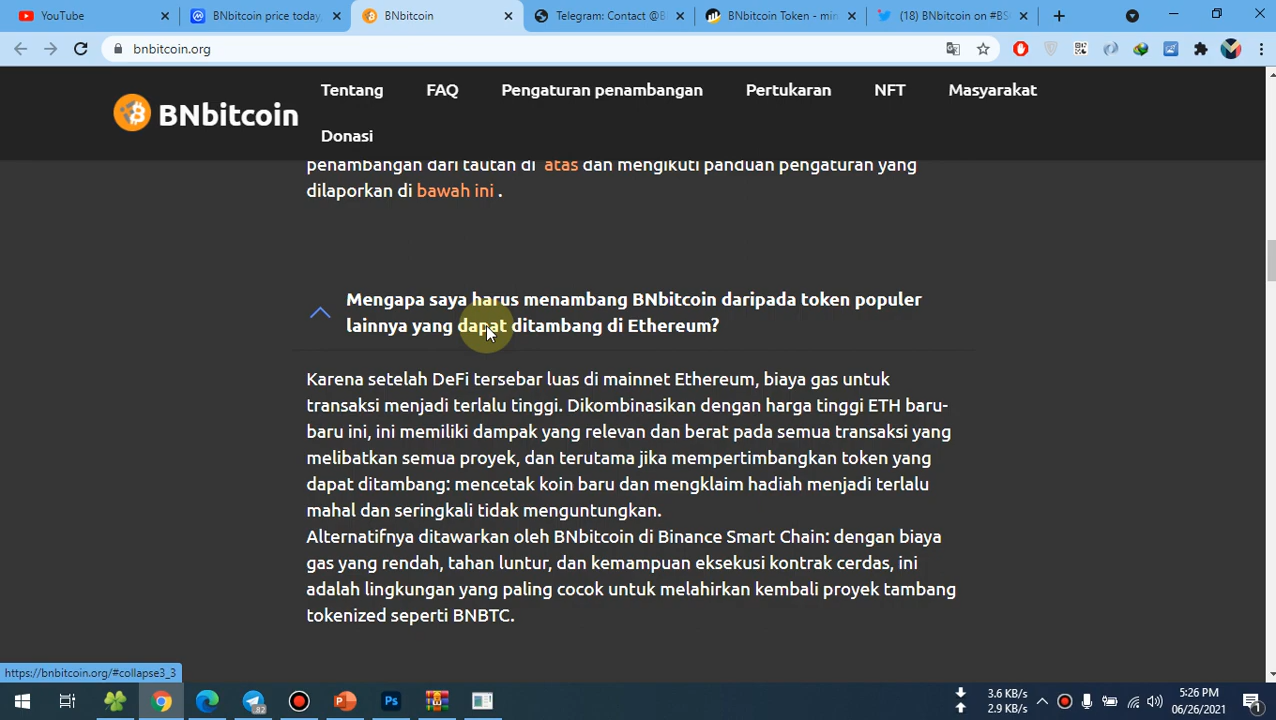 YouTube
BNbitcoin price today,
BNbitcoin
Telegram: Contact @B
BNbitcoin Token - min
(18) BNbitcoin on #BS
bnbitcoin.org
BNbitcoin
Tentang
FAQ
Pengaturan penambangan
Pertukaran
NFT
Masyarakat
Donasi
penambangan dari tautan di atas dan mengikuti panduan pengaturan yang
dilaporkan di bawah ini .
Mengapa saya harus menambang BNbitcoin daripada token populer
lainnya yang dapat ditambang di Ethereum?
Karena setelah DeFi tersebar luas di mainnet Ethereum, biaya gas untuk
transaksi menjadi terlalu tinggi. Dikombinasikan dengan harga tinggi ETH baru-
baru ini, ini memiliki dampak yang relevan dan berat pada semua transaksi yang
melibatkan semua proyek, dan terutama jika mempertimbangkan token yang
dapat ditambang: mencetak koin baru dan mengklaim hadiah menjadi terlalu
mahal dan seringkali tidak menguntungkan.
Alternatifnya ditawarkan oleh BNbitcoin di Binance Smart Chain: dengan biaya
gas yang rendah, tahan luntur, dan kemampuan eksekusi kontrak cerdas, ini
adalah lingkungan yang paling cocok untuk melahirkan kembali proyek tambang
tokenized seperti BNBTC.
https://bnbitcoin.org/#collapse3_3
82
Ps
3.6 KB/s
2.9 KB/s
5:26 PM
06/26/2021
1